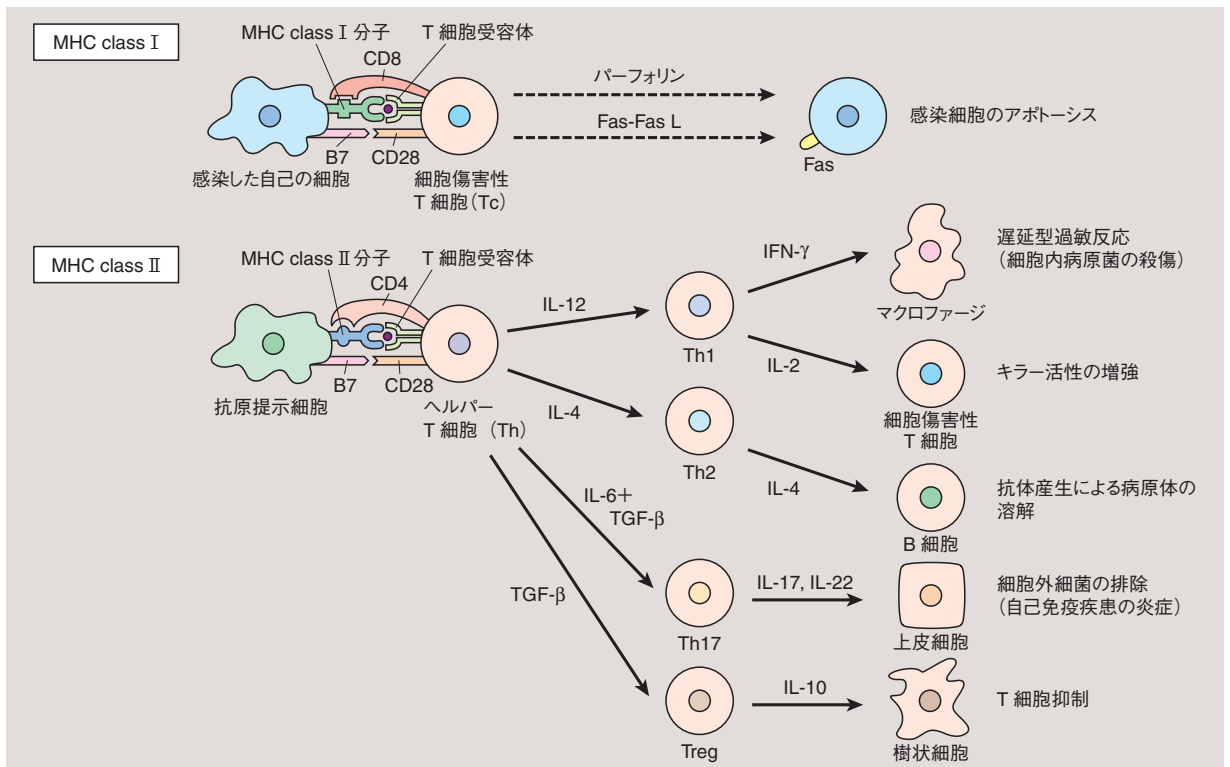 MHC class Ⅰ
MHC class Ⅰ 分子
T 細胞受容体
CD8
B7
CD28
感染した自己の細胞
細胞傷害性
T 細胞(Tc)
パーフォリン
Fas-Fas L
Fas
感染細胞のアポトーシス
MHC class Ⅱ
MHC class Ⅱ分子
T 細胞受容体
CD4
B7
CD28
抗原提示細胞
ヘルパー
T 細胞 (Th)
IL-12
IL-4
IL-6+
TGF-β
TGF-β
Th1
Th2
Th17
Treg
IFN-γ
IL-2
IL-4
IL-17, IL-22
IL-10
マクロファージ
遅延型過敏反応
(細胞内病原菌の殺傷)
細胞傷害性
T 細胞
キラー活性の増強
B 細胞
抗体産生による病原体の
溶解
上皮細胞
細胞外細菌の排除
(自己免疫疾患の炎症)
樹状細胞
T 細胞抑制